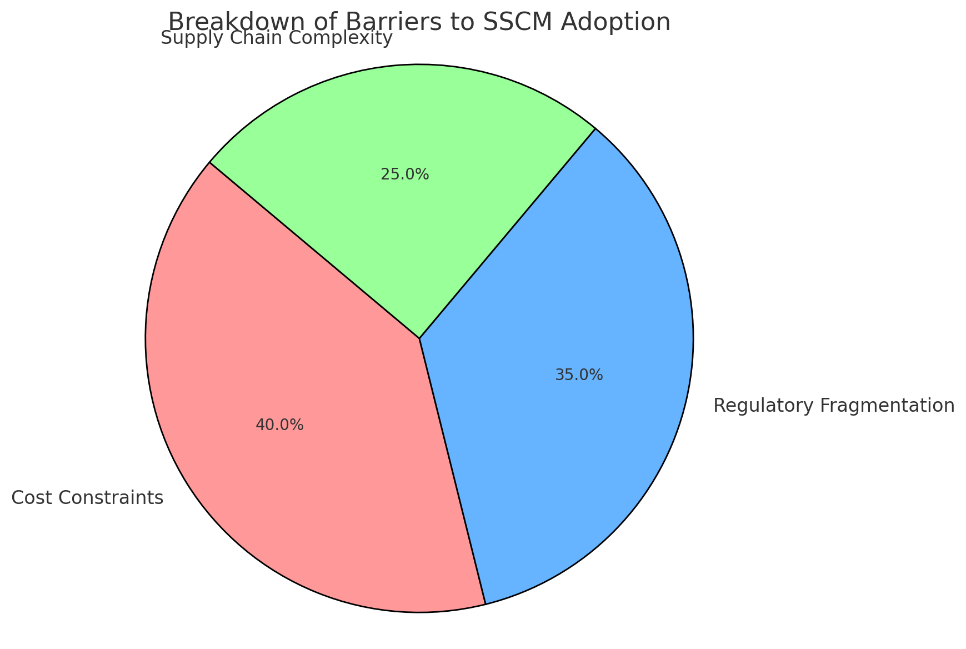 Breakdown of Barriers to SSCM Adoption
Supply Chain Complexity
25.0%
35.0%
Regulatory Fragmentation
40.0%
Cost Constraints